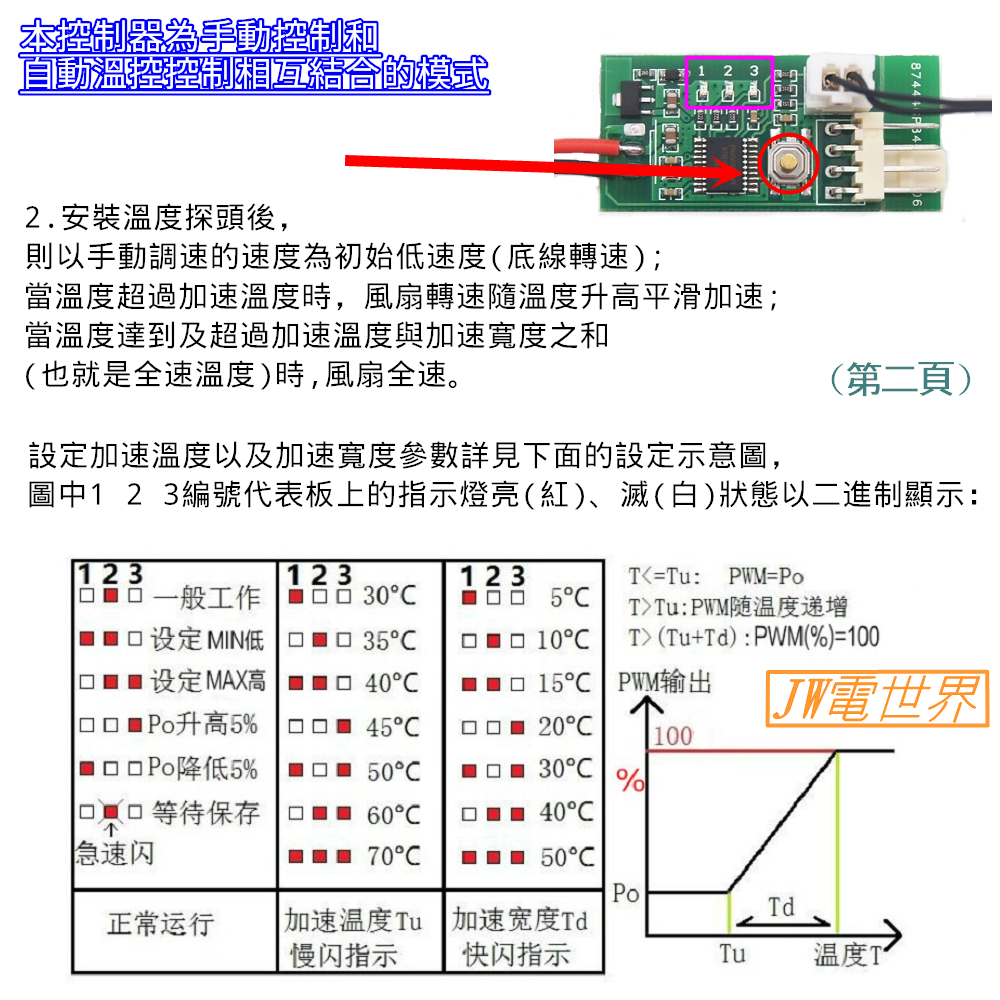 本控制器為手動控制和
自動溫控控制相互結合的模式
1 2 3
2.安裝溫度探頭後，
則以手動調速的速度為初始低速度(底線轉速);
當溫度超過加速溫度時，風扇轉速隨溫度升高平滑加速;
當溫度達到及超過加速溫度與加速寬度之和
(也就是全速溫度)時,風扇全速。
（第二頁）
設定加速溫度以及加速寬度參數詳見下面的設定示意圖，
圖中1 2 3編號代表板上的指示燈亮(紅)、滅(白)狀態以二進制顯示:
1 2 3
一般工作
设定MIN低
设定MAX高
Po升高5%
Po降低5%
等待保存
急速闪
正常运行
1 2 3
30°C
35°C
40°C
45°C
50°C
60°C
70°C
加速温度Tu
慢闪指示
1 2 3
5°C
10°C
15°C
20°C
30°C
40°C
50°C
加速宽度Td
快闪指示
T<=Tu: PWM=Po
T>Tu:PWM随温度递增
T>(Tu+Td):PWM(%)=100
PWM输出
JW電世界
100
%
Po
Td
Tu
温度T